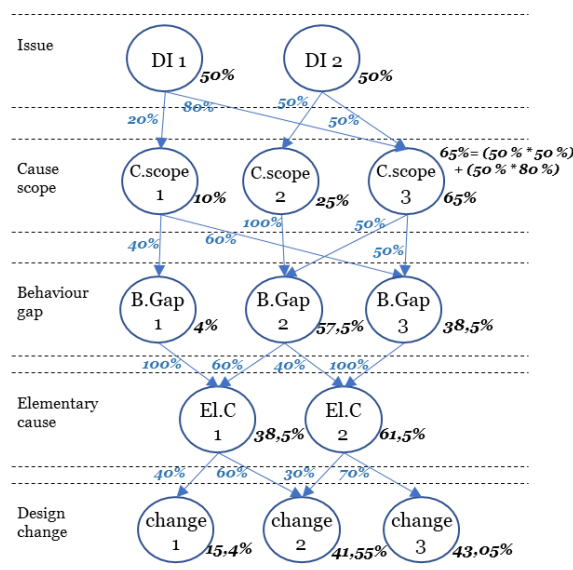 Issue
DI 1
50%
DI 2
50%
20%
80%
50%
50%
Cause
scope
C.scope
1
10%
C.scope
2
25%
C.scope
3
65%
65%= (50 % *50 %)
+ (50 % *80 %)
40%
60%
100%
50%
50%
Behaviour
gap
B.Gap
1
4%
B.Gap
2
57,5%
B.Gap
3
38,5%
100%
60%
40%
100%
Elementary
cause
El.C
1
38,5%
El.C
2
61,5%
40%
60%
30%
70%
Design
change
change
1
15,4%
change
2
41,55%
change
3
43,05%